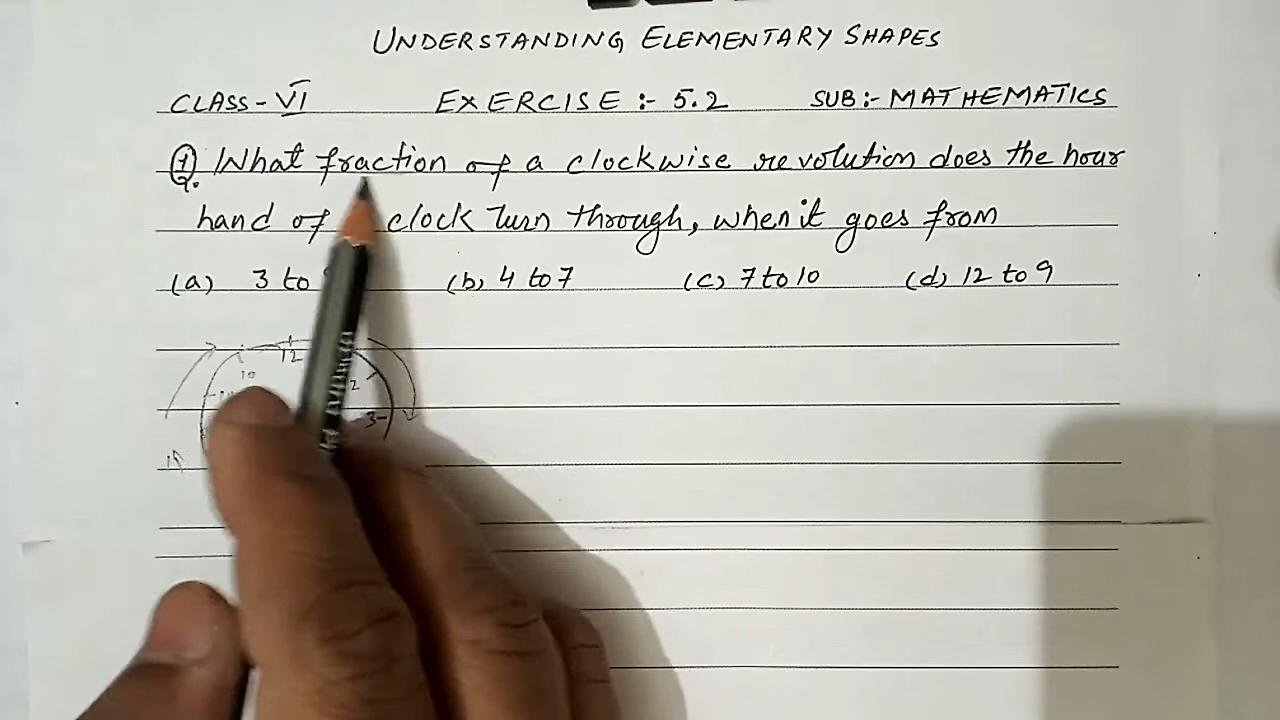 UNDERSTANDING ELEMENTARY SHAPES
CLASS - VI EXERCISE :- 5.2 SUB :- MATHEMATICS
Q1. What fraction of a clockwise revolution does the hour
hand of clock turn through, when it goes from
(a) 3 to (b) 4 to 7 (c) 7 to 10 (d) 12 to 9
12
10
2
3